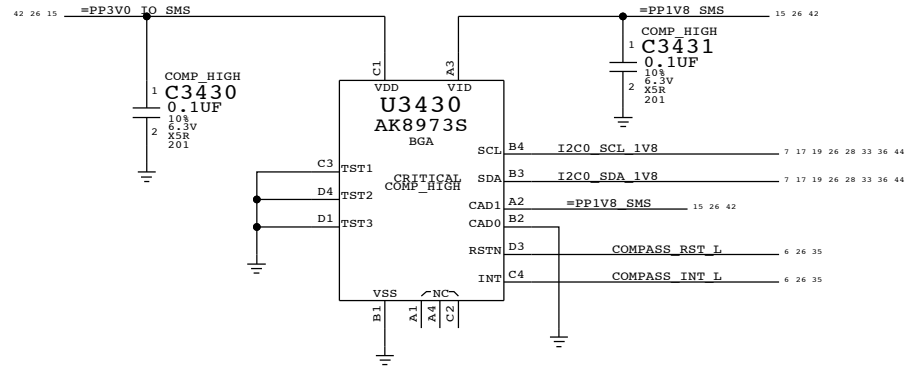 42 26 15 =PP3V0_IO_SMS
=PP1V8_SMS 15 26 42
COMP_HIGH
1 C3430
0.1UF
10%
2 6.3V
X5R
201
COMP_HIGH
1 C3431
0.1UF
10%
2 6.3V
X5R
201
C1
A3
VDD
VID
U3430
AK8973S
BGA
CRITICAL
COMP_HIGH
C3 TST1
D4 TST2
D1 TST3
SCL B4 I2C0_SCL_1V8 7 17 19 26 28 33 36 44
SDA B3 I2C0_SDA_1V8 7 17 19 26 28 33 36 44
CAD1 A2 =PP1V8_SMS 15 26 42
CAD0 B2
RSTN D3 COMPASS_RST_L 6 26 35
INT C4 COMPASS_INT_L 6 26 35
VSS NC
B1 A1 A4 C2